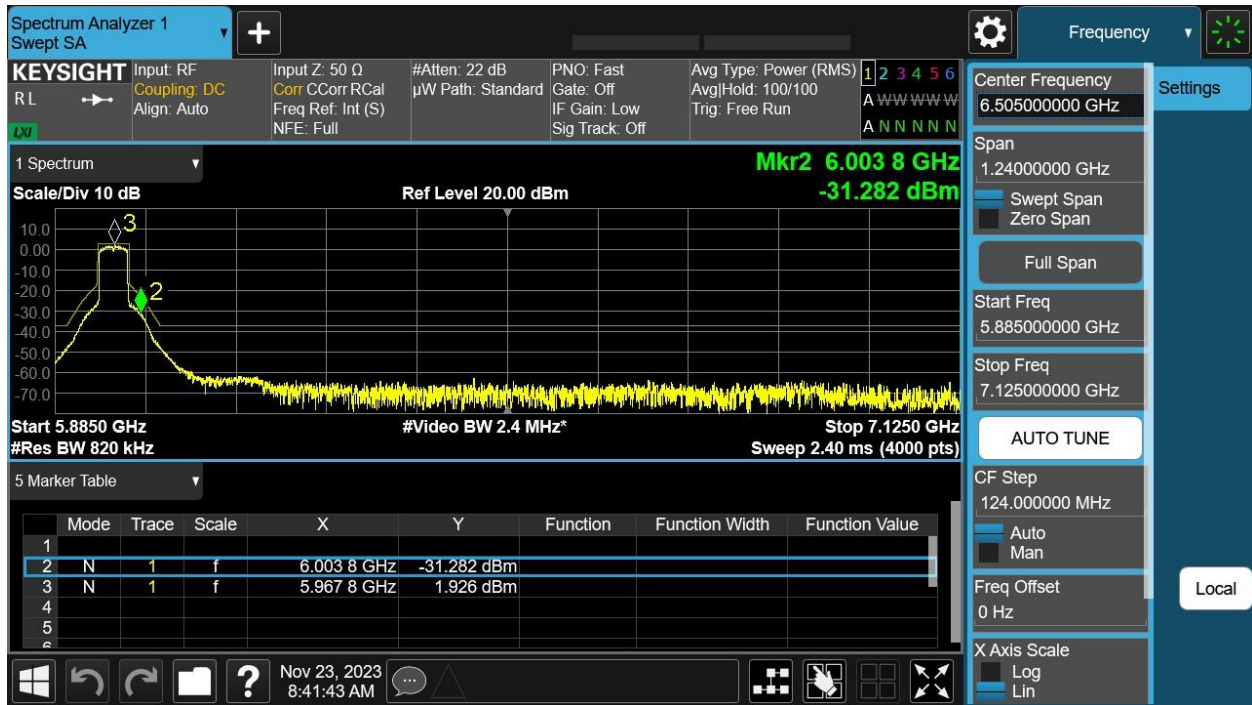 Spectrum Analyzer 1
Swept SA
+
Frequency
KEYSIGHT
RL
LXI
Input: RF
Coupling: DC
Align: Auto
Input Z: 50 Ω
Corr CCorr RCal
Freq Ref: Int (S)
NFE: Full
#Atten: 22 dB
µW Path: Standard
PNO: Fast
Gate: Off
IF Gain: Low
Sig Track: Off
Avg Type: Power (RMS)
Avg|Hold: 100/100
Trig: Free Run
1 2 3 4 5 6
A W W W W W
A N N N N N
1 Spectrum
Mkr2 6.003 8 GHz
Scale/Div 10 dB
Ref Level 20.00 dBm
-31.282 dBm
3
2
10.0
0.00
-10.0
-20.0
-30.0
-40.0
-50.0
-60.0
-70.0
Start 5.8850 GHz
#Video BW 2.4 MHz*
Stop 7.1250 GHz
#Res BW 820 kHz
Sweep 2.40 ms (4000 pts)
5 Marker Table
Mode Trace Scale X Y Function Function Width Function Value
1
2 N 1 f 6.003 8 GHz -31.282 dBm
3 N 1 f 5.967 8 GHz 1.926 dBm
4
5
6
?
Nov 23, 2023
8:41:43 AM
Center Frequency
6.505000000 GHz
Settings
Span
1.24000000 GHz
Swept Span
Zero Span
Full Span
Start Freq
5.885000000 GHz
Stop Freq
7.125000000 GHz
AUTO TUNE
CF Step
124.000000 MHz
Auto
Man
Freq Offset
0 Hz
Local
X Axis Scale
Log
Lin